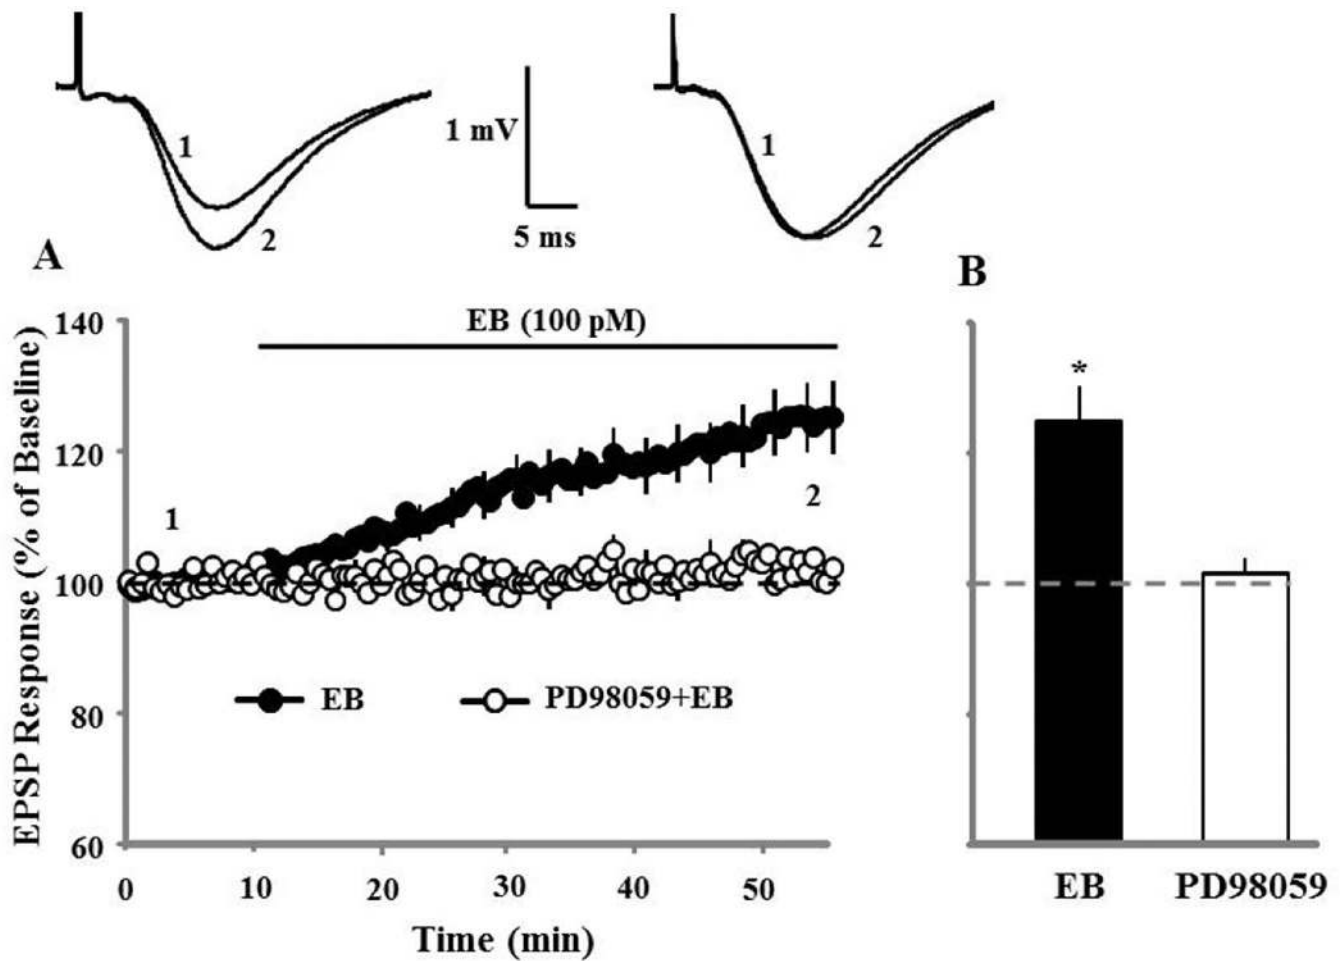 1
2
1 mV
5 ms
1
2
A
B
EPSP Response (% of Baseline)
140
120
100
80
60
EB (100 pM)
1
2
EB
PD98059+EB
0 10 20 30 40 50
Time (min)
*
EB PD98059